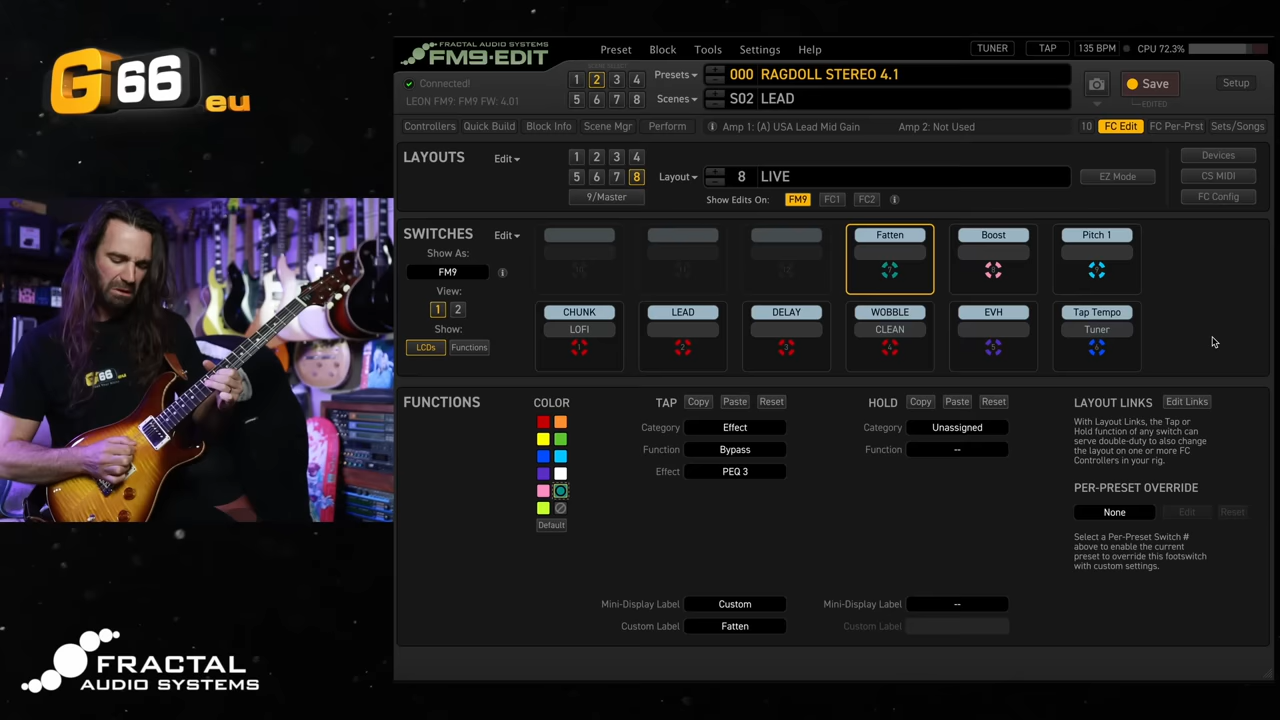 G66.eu
FRACTAL AUDIO SYSTEMS
FM9-EDIT
Preset Block Tools Settings Help
TUNER TAP 135 BPM CPU 72.3%
Connected!
LEON FM9: FM9 FW: 4.01
SCENE SELECT
1 2 3 4
5 6 7 8
Presets 000 RAGDOLL STEREO 4.1
Scenes S02 LEAD
Save
EDITED
Setup
Controllers Quick Build Block Info Scene Mgr Perform
Amp 1: (A) USA Lead Mid Gain Amp 2: Not Used
10 FC Edit FC Per-Prst Sets/Songs
LAYOUTS Edit
1 2 3 4
5 6 7 8
9/Master
Layout 8 LIVE
EZ Mode
Show Edits On: FM9 FC1 FC2
Devices
CS MIDI
FC Config
SWITCHES Edit
Show As:
FM9
View:
1 2
Show:
LCDs Functions
Fatten Boost Pitch 1
7
CHUNK LEAD DELAY WOBBLE EVH Tap Tempo
LOFI CLEAN Tuner
1 2 3 4 5 6
FUNCTIONS
COLOR
Default
TAP Copy Paste Reset
Category Effect
Function Bypass
Effect PEQ 3
Mini-Display Label Custom
Custom Label Fatten
HOLD Copy Paste Reset
Category Unassigned
Function --
Mini-Display Label --
Custom Label
LAYOUT LINKS Edit Links
With Layout Links, the Tap or
Hold function of any switch can
serve double-duty to also change
the layout on one or more FC
Controllers in your rig.
PER-PRESET OVERRIDE
None Edit Reset
Select a Per-Preset Switch #
above to enable the current
preset to override this footswitch
with custom settings.
G66
FRACTAL
AUDIO SYSTEMS